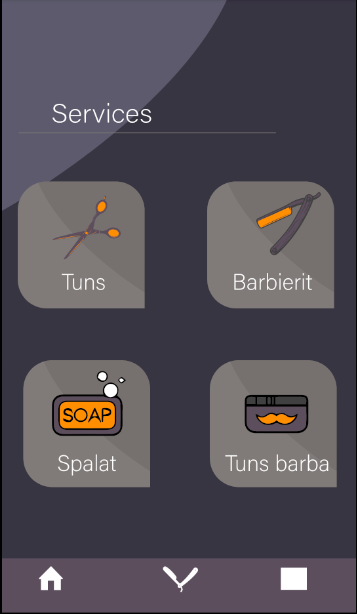 Services
Tuns
Barbierit
SOAP
Spalat
Tuns barba